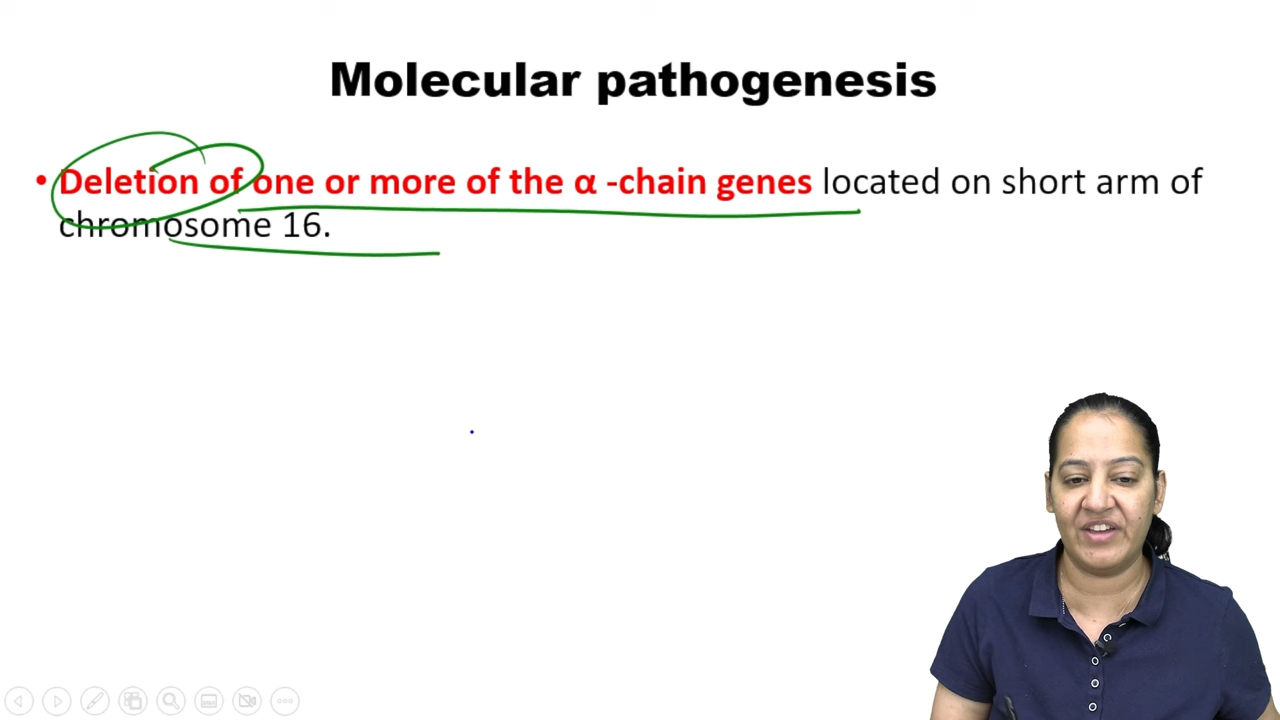 Molecular pathogenesis
• Deletion of one or more of the α -chain genes located on short arm of
chromosome 16.